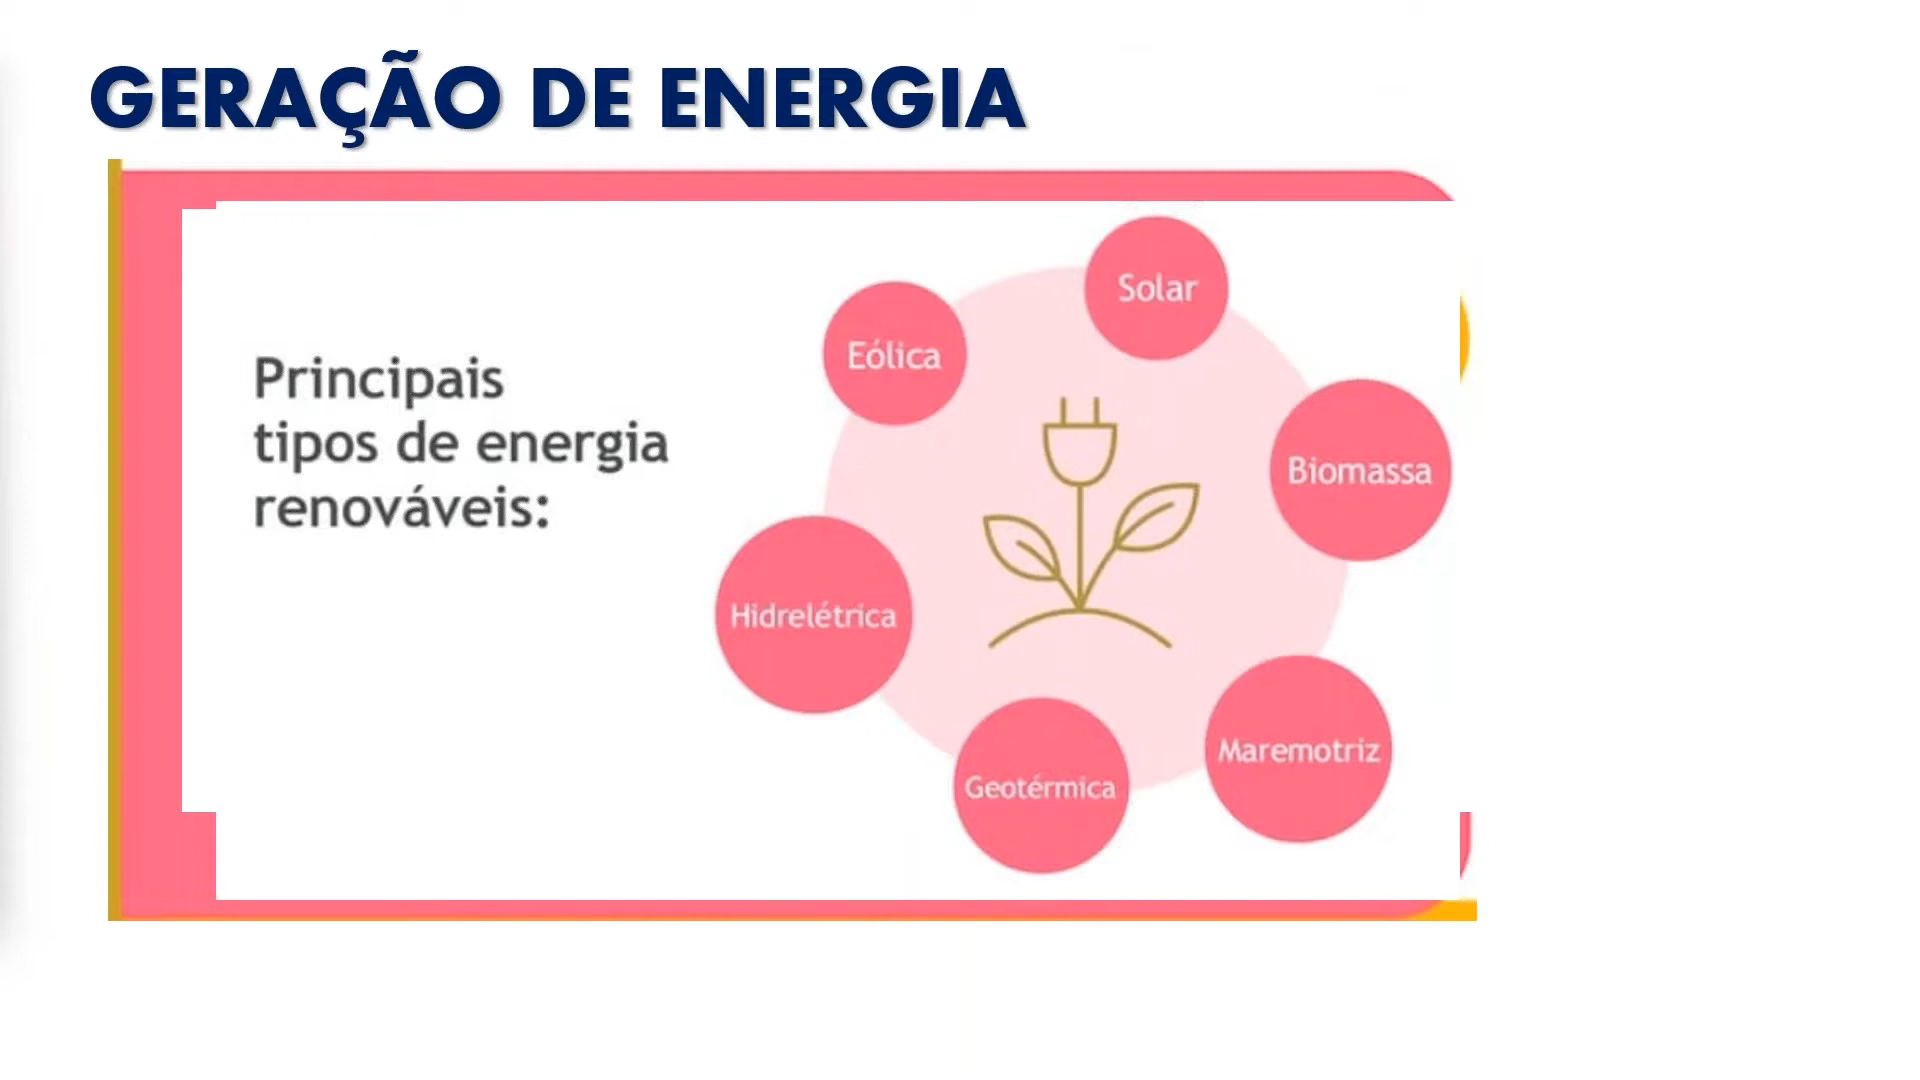 GERAÇÃO DE ENERGIA
Principais
tipos de energia
renováveis:
Solar
Eólica
Biomassa
Hidrelétrica
Maremotriz
Geotérmica